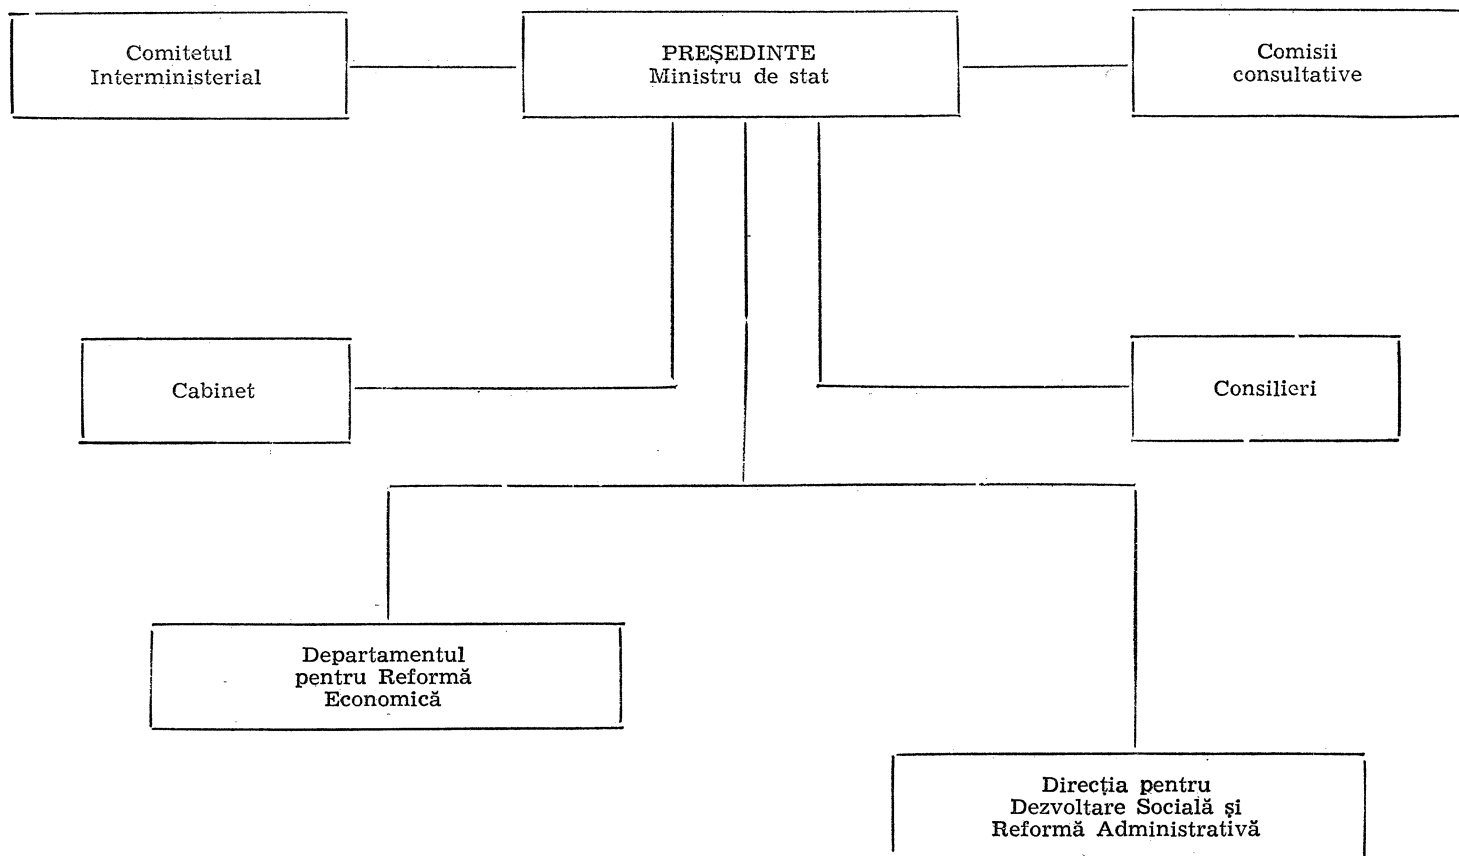 Comitetul
Interministerial
PREȘEDINTE
Ministru de stat
Comisii
consultative
Cabinet
Consilieri
Departamentul
pentru Reformă
Economică
Direcția pentru
Dezvoltare Socială și
Reformă Administrativă